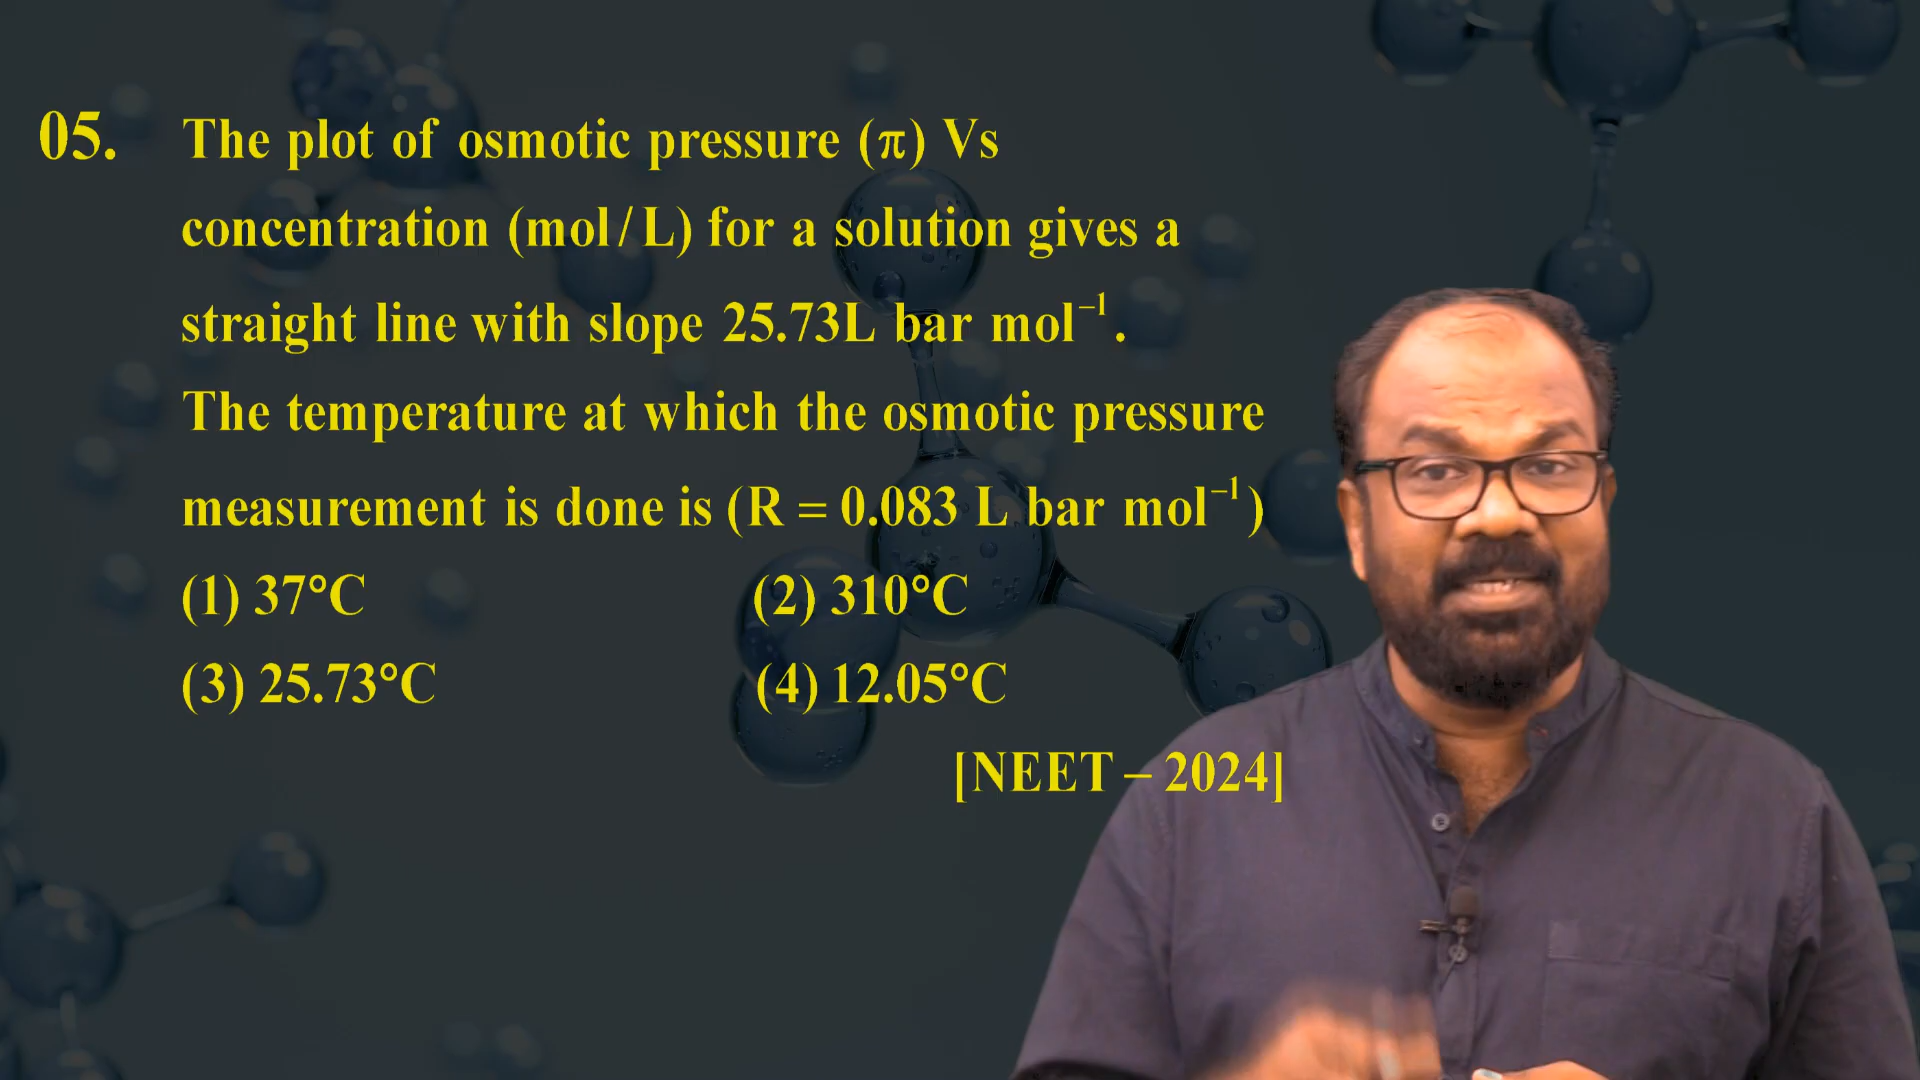 05. The plot of osmotic pressure (π) Vs
concentration (mol/L) for a solution gives a
straight line with slope 25.73L bar mol⁻¹.
The temperature at which the osmotic pressure
measurement is done is (R = 0.083 L bar mol⁻¹)
(1) 37°C (2) 310°C
(3) 25.73°C (4) 12.05°C
[NEET – 2024]